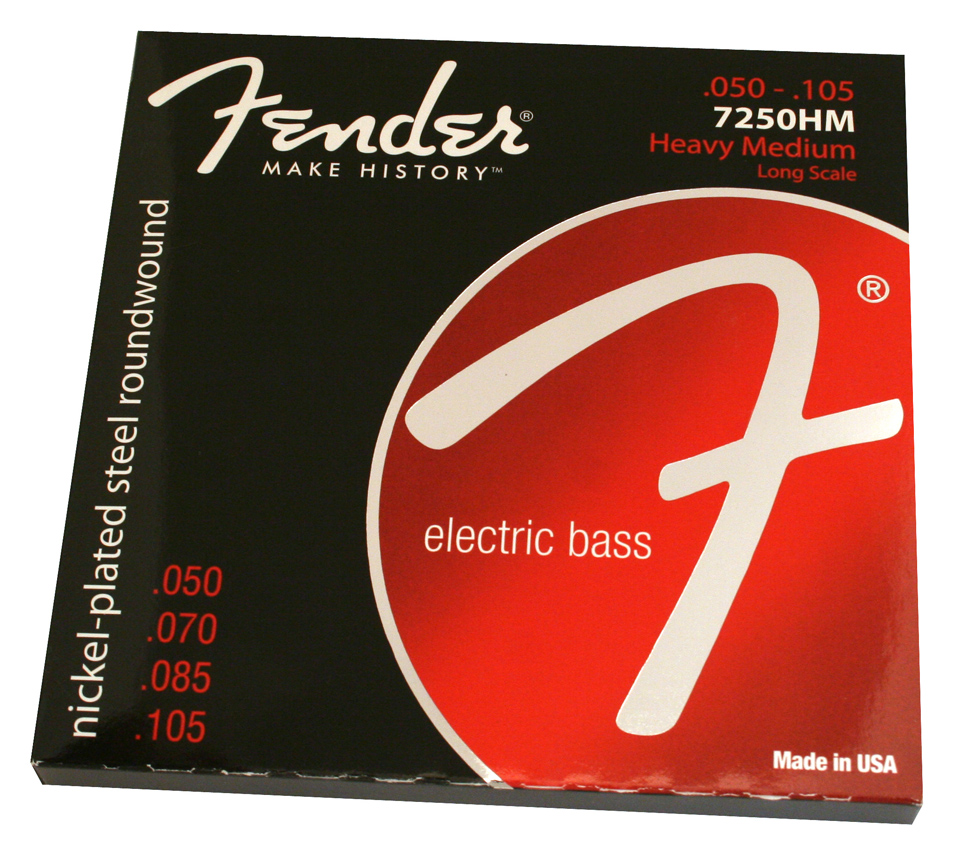 Fender®
MAKE HISTORY™
.050 - .105
7250HM
Heavy Medium
Long Scale
nickel-plated steel roundwound
F®
electric bass
.050
.070
.085
.105
Made in USA